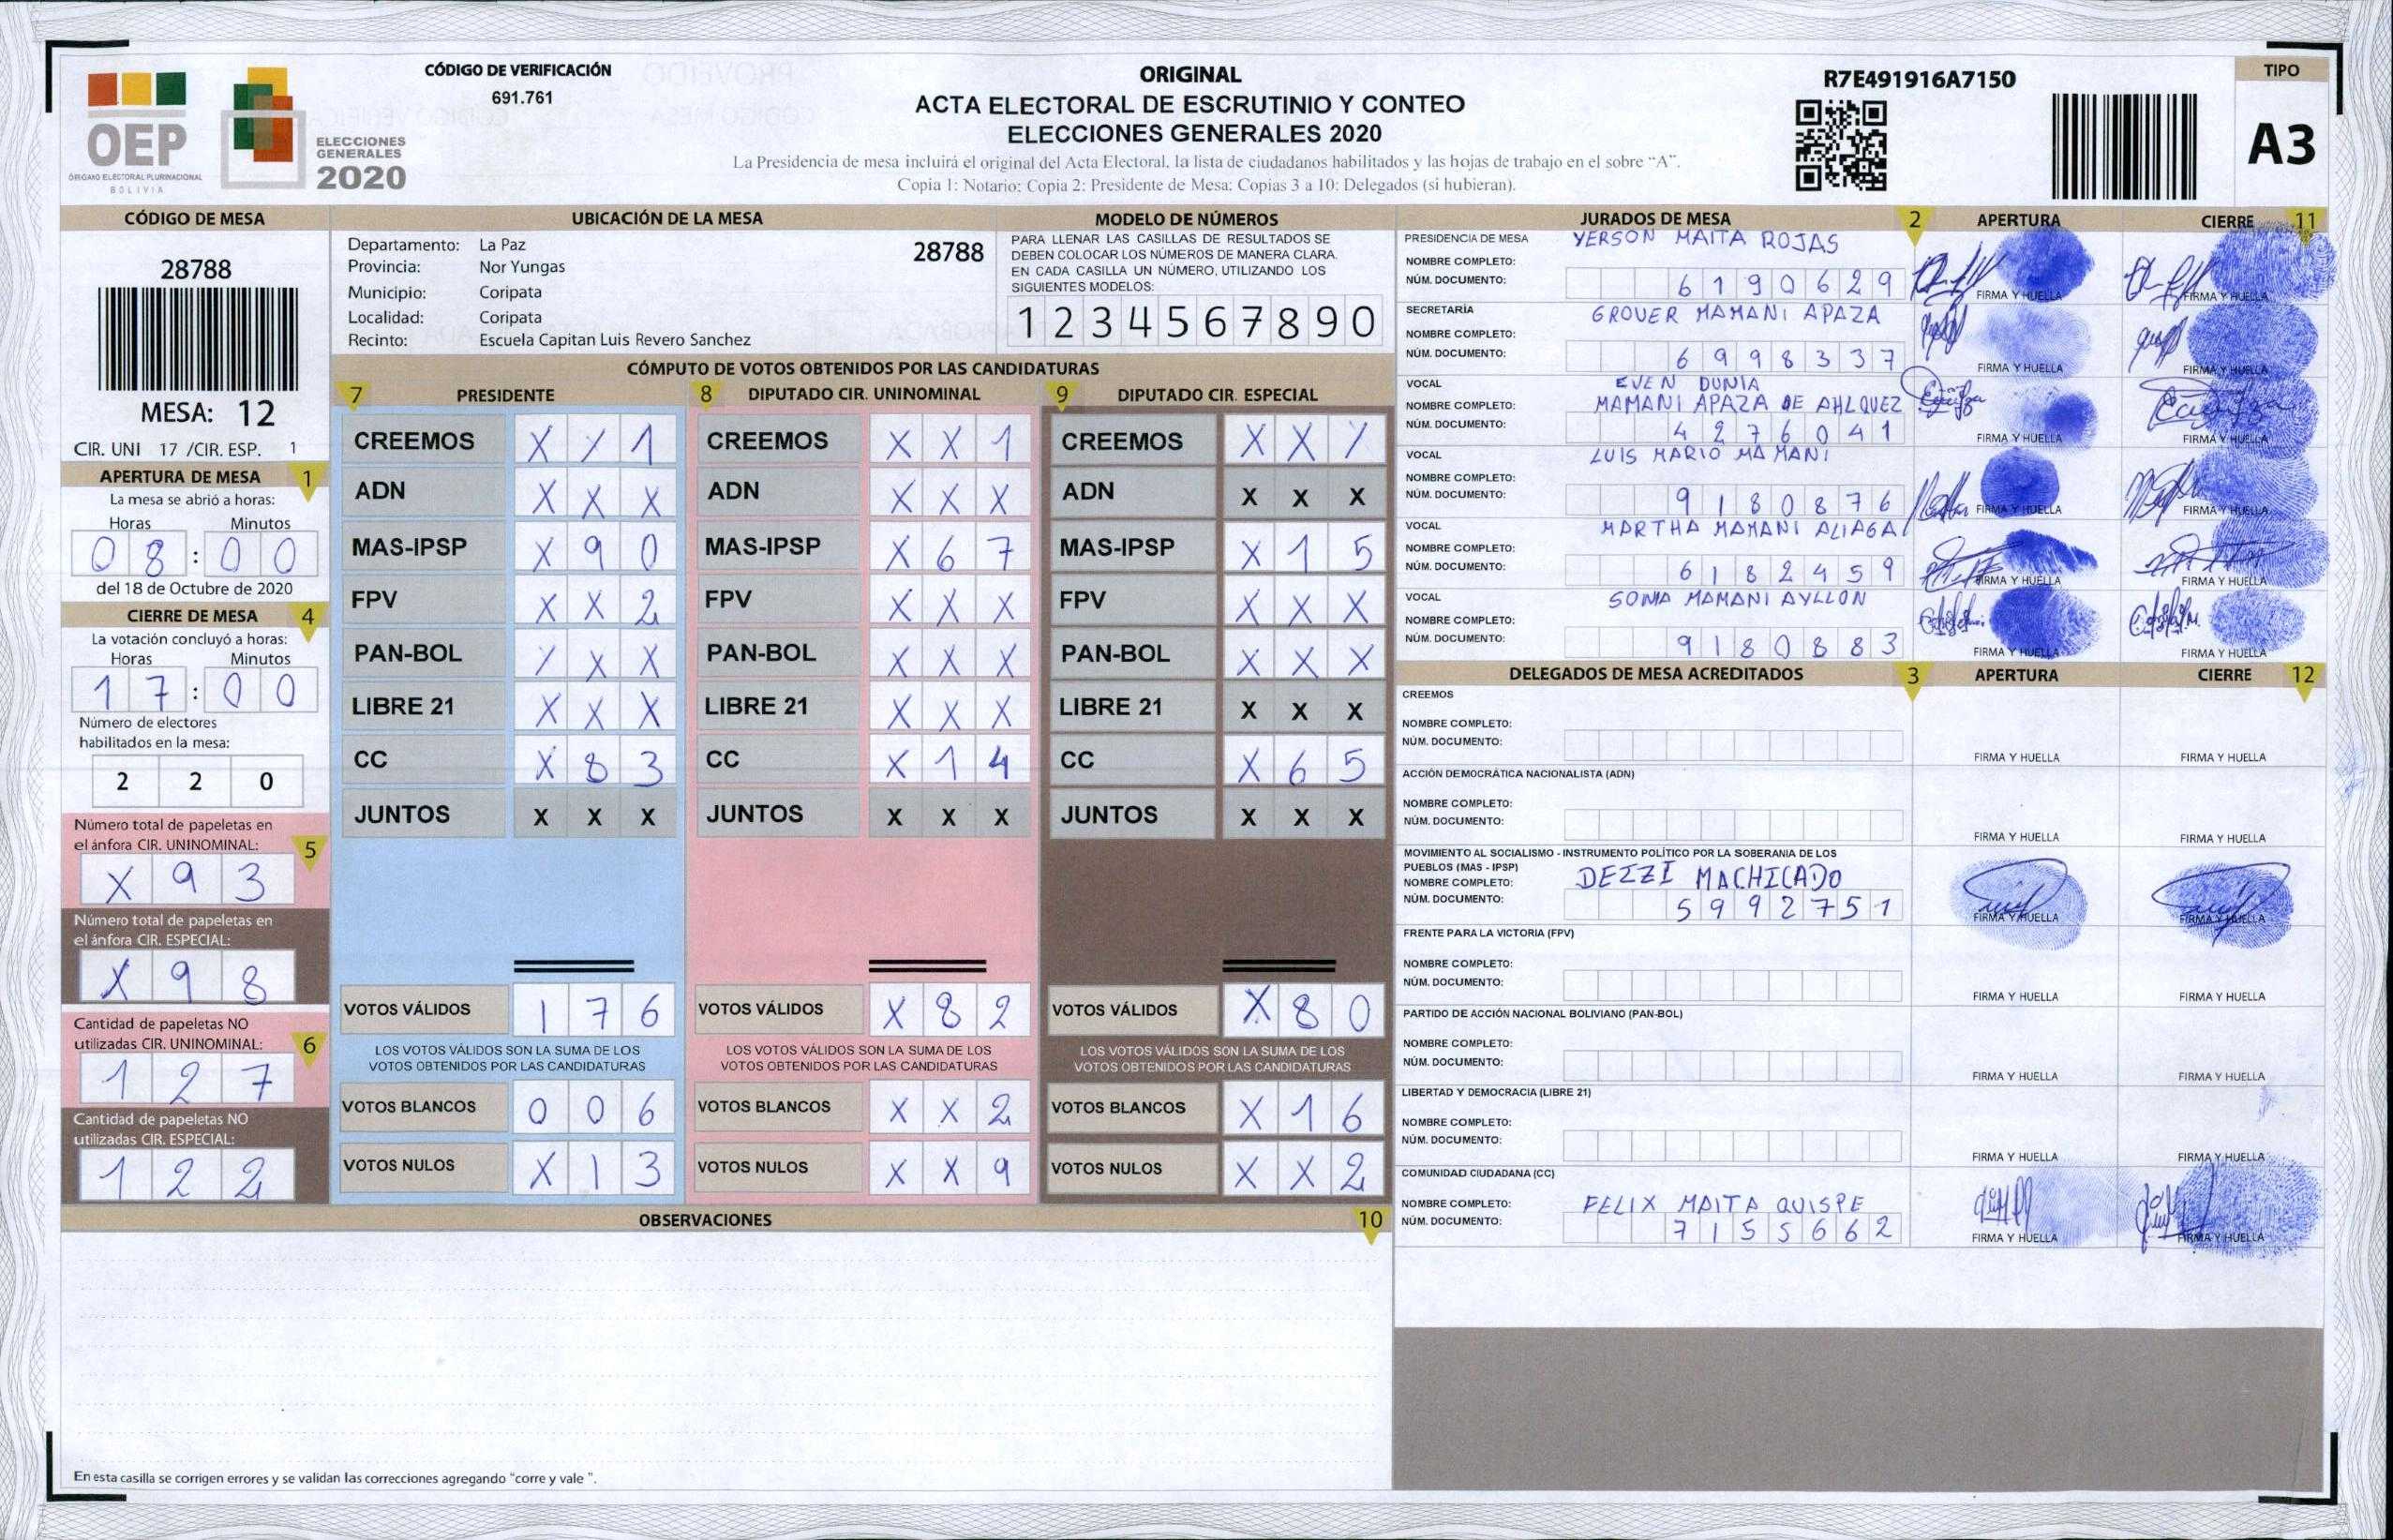 CÓDIGO DE VERIFICACIÓN
691.761
OEP
ÓRGANO ELECTORAL PLURINACIONAL
BOLIVIA
ELECCIONES
GENERALES
2020
ORIGINAL
ACTA ELECTORAL DE ESCRUTINIO Y CONTEO
ELECCIONES GENERALES 2020
La Presidencia de mesa incluirá el original del Acta Electoral, la lista de ciudadanos habilitados y las hojas de trabajo en el sobre "A".
Copia 1: Notario; Copia 2: Presidente de Mesa; Copias 3 a 10: Delegados (si hubieran).
R7E491916A7150
TIPO
A3
CÓDIGO DE MESA
28788
MESA: 12
CIR. UNI 17 /CIR. ESP. 1
APERTURA DE MESA 1
La mesa se abrió a horas:
Horas Minutos
0 8 : 0 0
del 18 de Octubre de 2020
CIERRE DE MESA 4
La votación concluyó a horas:
Horas Minutos
1 7 : 0 0
Número de electores
habilitados en la mesa:
2 2 0
Número total de papeletas en
el ánfora CIR. UNINOMINAL: 5
X 9 3
Número total de papeletas en
el ánfora CIR. ESPECIAL:
X 9 8
Cantidad de papeletas NO
utilizadas CIR. UNINOMINAL: 6
1 2 7
Cantidad de papeletas NO
utilizadas CIR. ESPECIAL:
1 2 2
UBICACIÓN DE LA MESA
Departamento: La Paz 28788
Provincia: Nor Yungas
Municipio: Coripata
Localidad: Coripata
Recinto: Escuela Capitan Luis Revero Sanchez
MODELO DE NÚMEROS
PARA LLENAR LAS CASILLAS DE RESULTADOS SE
DEBEN COLOCAR LOS NÚMEROS DE MANERA CLARA.
EN CADA CASILLA UN NÚMERO, UTILIZANDO LOS
SIGUIENTES MODELOS:
1 2 3 4 5 6 7 8 9 0
CÓMPUTO DE VOTOS OBTENIDOS POR LAS CANDIDATURAS
7 PRESIDENTE
CREEMOS X / 1
ADN X X X
MAS-IPSP X 9 0
FPV X X 2
PAN-BOL / X X
LIBRE 21 X X X
CC X 8 3
JUNTOS X X X
VOTOS VÁLIDOS 1 7 6
LOS VOTOS VÁLIDOS SON LA SUMA DE LOS
VOTOS OBTENIDOS POR LAS CANDIDATURAS
VOTOS BLANCOS 0 0 6
VOTOS NULOS X 1 3
8 DIPUTADO CIR. UNINOMINAL
CREEMOS X X 1
ADN X X X
MAS-IPSP X 6 7
FPV X X X
PAN-BOL X X X
LIBRE 21 X X X
CC X 1 4
JUNTOS X X X
VOTOS VÁLIDOS X 8 2
LOS VOTOS VÁLIDOS SON LA SUMA DE LOS
VOTOS OBTENIDOS POR LAS CANDIDATURAS
VOTOS BLANCOS X X 2
VOTOS NULOS X X 9
9 DIPUTADO CIR. ESPECIAL
CREEMOS X X /
ADN X X X
MAS-IPSP X 1 5
FPV X X X
PAN-BOL X X X
LIBRE 21 X X X
CC X 6 5
JUNTOS X X X
VOTOS VÁLIDOS X 8 0
LOS VOTOS VÁLIDOS SON LA SUMA DE LOS
VOTOS OBTENIDOS POR LAS CANDIDATURAS
VOTOS BLANCOS X 1 6
VOTOS NULOS X X 2
OBSERVACIONES 10
En esta casilla se corrigen errores y se validan las correcciones agregando "corre y vale ".
JURADOS DE MESA 2 APERTURA CIERRE 11
PRESIDENCIA DE MESA YERSON MAITA ROJAS
NOMBRE COMPLETO:
NÚM. DOCUMENTO: 6 1 9 0 6 2 9
FIRMA Y HUELLA FIRMA Y HUELLA
SECRETARÍA GROVER MAMANI APAZA
NOMBRE COMPLETO:
NÚM. DOCUMENTO: 6 9 9 8 3 3 7
FIRMA Y HUELLA FIRMA Y HUELLA
VOCAL EVEN DUNIA
NOMBRE COMPLETO: MAMANI APAZA DE AHLQUEZ
NÚM. DOCUMENTO: 4 2 7 6 0 4 1
FIRMA Y HUELLA FIRMA Y HUELLA
VOCAL LUIS MARIO MAMANI
NOMBRE COMPLETO:
NÚM. DOCUMENTO: 9 1 8 0 8 7 6
FIRMA Y HUELLA FIRMA Y HUELLA
VOCAL MARTHA MAMANI ALIAGA
NOMBRE COMPLETO:
NÚM. DOCUMENTO: 6 1 8 2 4 5 9
FIRMA Y HUELLA FIRMA Y HUELLA
VOCAL SONIA MAMANI AYLLON
NOMBRE COMPLETO:
NÚM. DOCUMENTO: 9 1 8 0 8 8 3
FIRMA Y HUELLA FIRMA Y HUELLA
DELEGADOS DE MESA ACREDITADOS 3 APERTURA CIERRE 12
CREEMOS
NOMBRE COMPLETO:
NÚM. DOCUMENTO:
FIRMA Y HUELLA FIRMA Y HUELLA
ACCIÓN DEMOCRÁTICA NACIONALISTA (ADN)
NOMBRE COMPLETO:
NÚM. DOCUMENTO:
FIRMA Y HUELLA FIRMA Y HUELLA
MOVIMIENTO AL SOCIALISMO - INSTRUMENTO POLÍTICO POR LA SOBERANIA DE LOS
PUEBLOS (MAS - IPSP)
NOMBRE COMPLETO: DEIZI MACHICADO
NÚM. DOCUMENTO: 5 9 9 2 7 5 1
FIRMA Y HUELLA FIRMA Y HUELLA
FRENTE PARA LA VICTORIA (FPV)
NOMBRE COMPLETO:
NÚM. DOCUMENTO:
FIRMA Y HUELLA FIRMA Y HUELLA
PARTIDO DE ACCIÓN NACIONAL BOLIVIANO (PAN-BOL)
NOMBRE COMPLETO:
NÚM. DOCUMENTO:
FIRMA Y HUELLA FIRMA Y HUELLA
LIBERTAD Y DEMOCRACIA (LIBRE 21)
NOMBRE COMPLETO:
NÚM. DOCUMENTO:
FIRMA Y HUELLA FIRMA Y HUELLA
COMUNIDAD CIUDADANA (CC)
NOMBRE COMPLETO: FELIX MAITA QUISPE
NÚM. DOCUMENTO: 7 1 5 5 6 6 2
FIRMA Y HUELLA FIRMA Y HUELLA